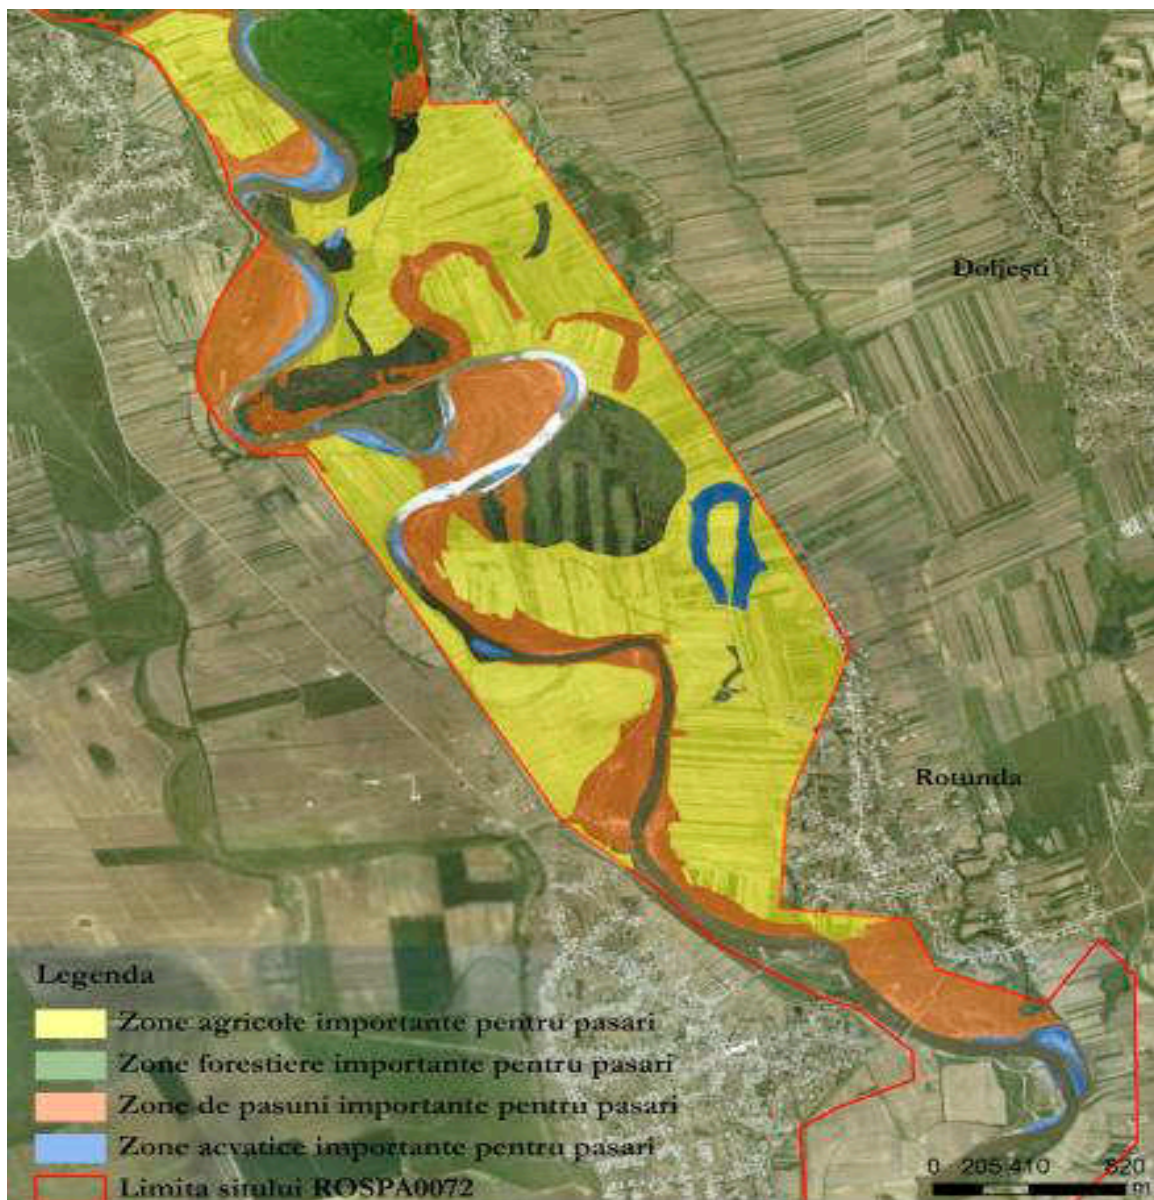 Doljești
Rotunda
Legenda
Zone agricole importante pentru pasari
Zone forestiere importante pentru pasari
Zone de pasuni importante pentru pasari
Zone acvatice importante pentru pasari
Limita sitului ROSPA0072
0 205 410 820
m